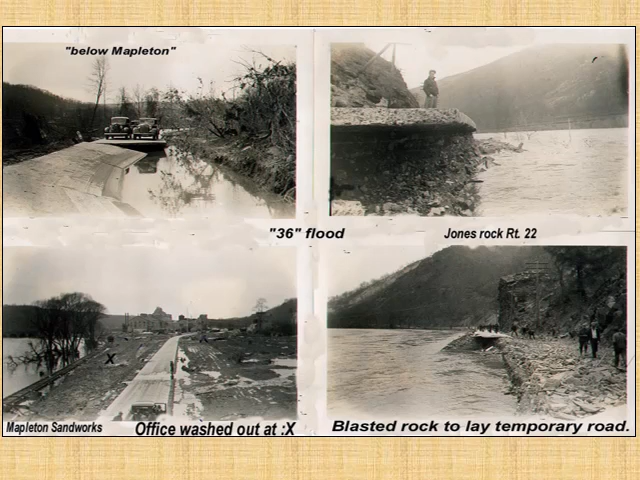 "below Mapleton"
"36" flood
Jones rock Rt. 22
X
Mapleton Sandworks
Office washed out at :X
Blasted rock to lay temporary road.